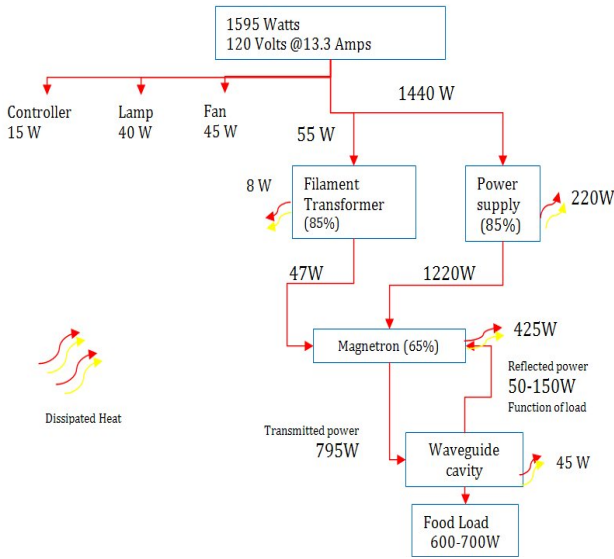 1595 Watts
120 Volts @13.3 Amps
1440 W
Controller
15 W
Lamp
40 W
Fan
45 W
55 W
8 W
Filament
Transformer
(85%)
Power
supply
(85%)
220W
47W
1220W
Magnetron (65%)
425W
Reflected power
50-150W
Function of load
Dissipated Heat
Transmitted power
795W
Waveguide
cavity
45 W
Food Load
600-700W